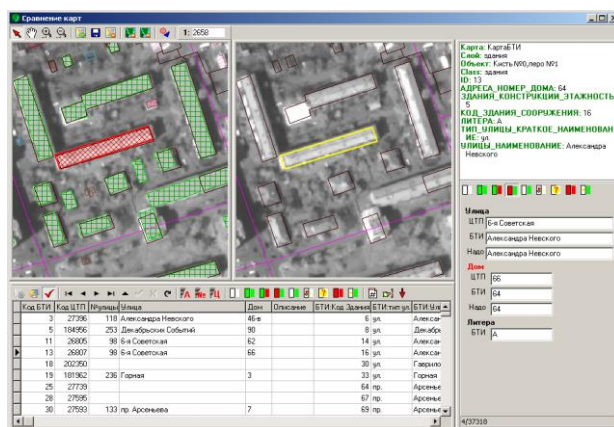 Сравнение карт
1: 2658
Карта: КартаБТИ
Слой: здания
Объект: Кисть №90,перо №1
Class: здания
ID: 13
АДРЕСА_НОМЕР_ДОМА: 64
ЗДАНИЯ_КОНСТРУКЦИИ_ЭТАЖНОСТЬ:
5
КОД_ЗДАНИЯ_СООРУЖЕНИЯ: 16
ЛИТЕРА: А
ТИП_УЛИЦЫ_КРАТКОЕ_НАИМЕНОВАН
ИЕ: ул.
УЛИЦЫ_НАИМЕНОВАНИЕ: Александра
Невского
Улица
ЦТП 6-я Советская
БТИ Александра Невского
Надо Александра Невского
Дом
ЦТП 66
БТИ 64
Надо 64
Литера
БТИ А
Код БТИ Код ЦТП №улицы Улица Дом Описание БТИ:Код Здания БТИ:тип ул. БТИ:Ул
3 27396 118 Александра Невского 46-в 6 ул. Алексан
5 184956 253 Декабрьских Событий 90 8 ул. Декабрь
11 26805 98 6-я Советская 62 14 ул. Алексан
13 26807 98 6-я Советская 66 16 ул. Алексан
18 202350 30 ул. Гаврило
19 181962 236 Горная 3 33 ул. Горная
25 27739 64 пр. Арсенье
28 27595 67 пр. Арсенье
30 27593 133 пр. Арсеньева 7 69 пр. Арсенье
4/37318